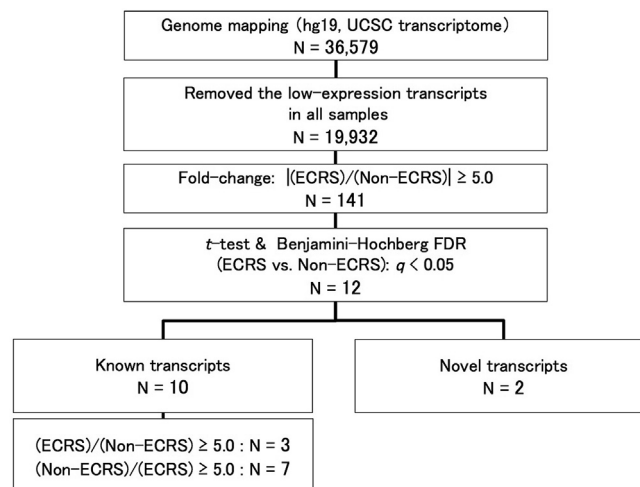 Genome mapping (hg19, UCSC transcriptome)
N = 36,579
Removed the low-expression transcripts
in all samples
N = 19,932
Fold-change: |(ECRS)/(Non-ECRS)| ≥ 5.0
N = 141
t-test & Benjamini-Hochberg FDR
(ECRS vs. Non-ECRS): q < 0.05
N = 12
Known transcripts
N = 10
Novel transcripts
N = 2
(ECRS)/(Non-ECRS) ≥ 5.0 : N = 3
(Non-ECRS)/(ECRS) ≥ 5.0 : N = 7